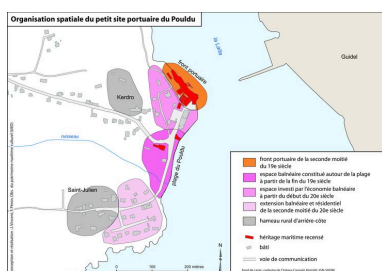 Organisation spatiale du petit site portuaire du Pouldu
la Laïta
front portuaire
Guidel
Kerdro
ruisseau
plage du Pouldu
Saint-Julien
front portuaire de la seconde moitié
du 19e siècle
espace balnéaire constitué autour de la plage
à partir de la fin du 19e siècle
espace investi par l'économie balnéaire
à partir du début du 20e siècle
extension balnéaire et résidentiel
de la seconde moitié du 20e siècle
hameau rural d'arrière-côte
héritage maritime recensé
bâti
voie de communication
N
0 100 200 mètres